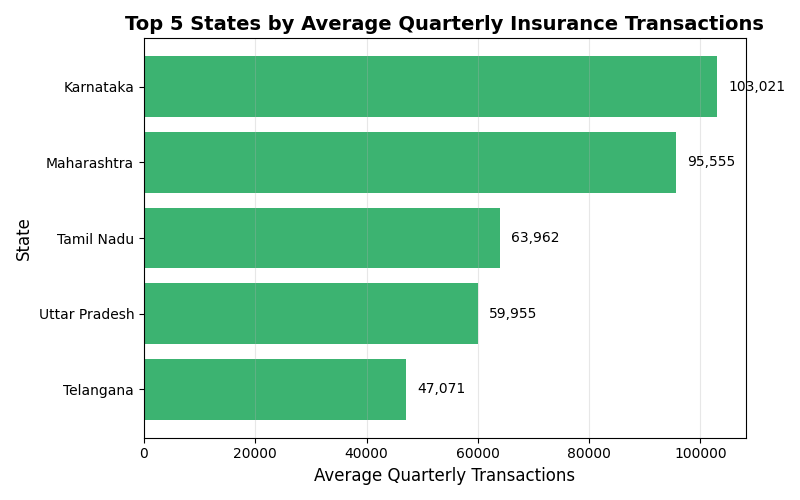 Top 5 States by Average Quarterly Insurance Transactions
State
Karnataka 103,021
Maharashtra 95,555
Tamil Nadu 63,962
Uttar Pradesh 59,955
Telangana 47,071
0 20000 40000 60000 80000 100000
Average Quarterly Transactions